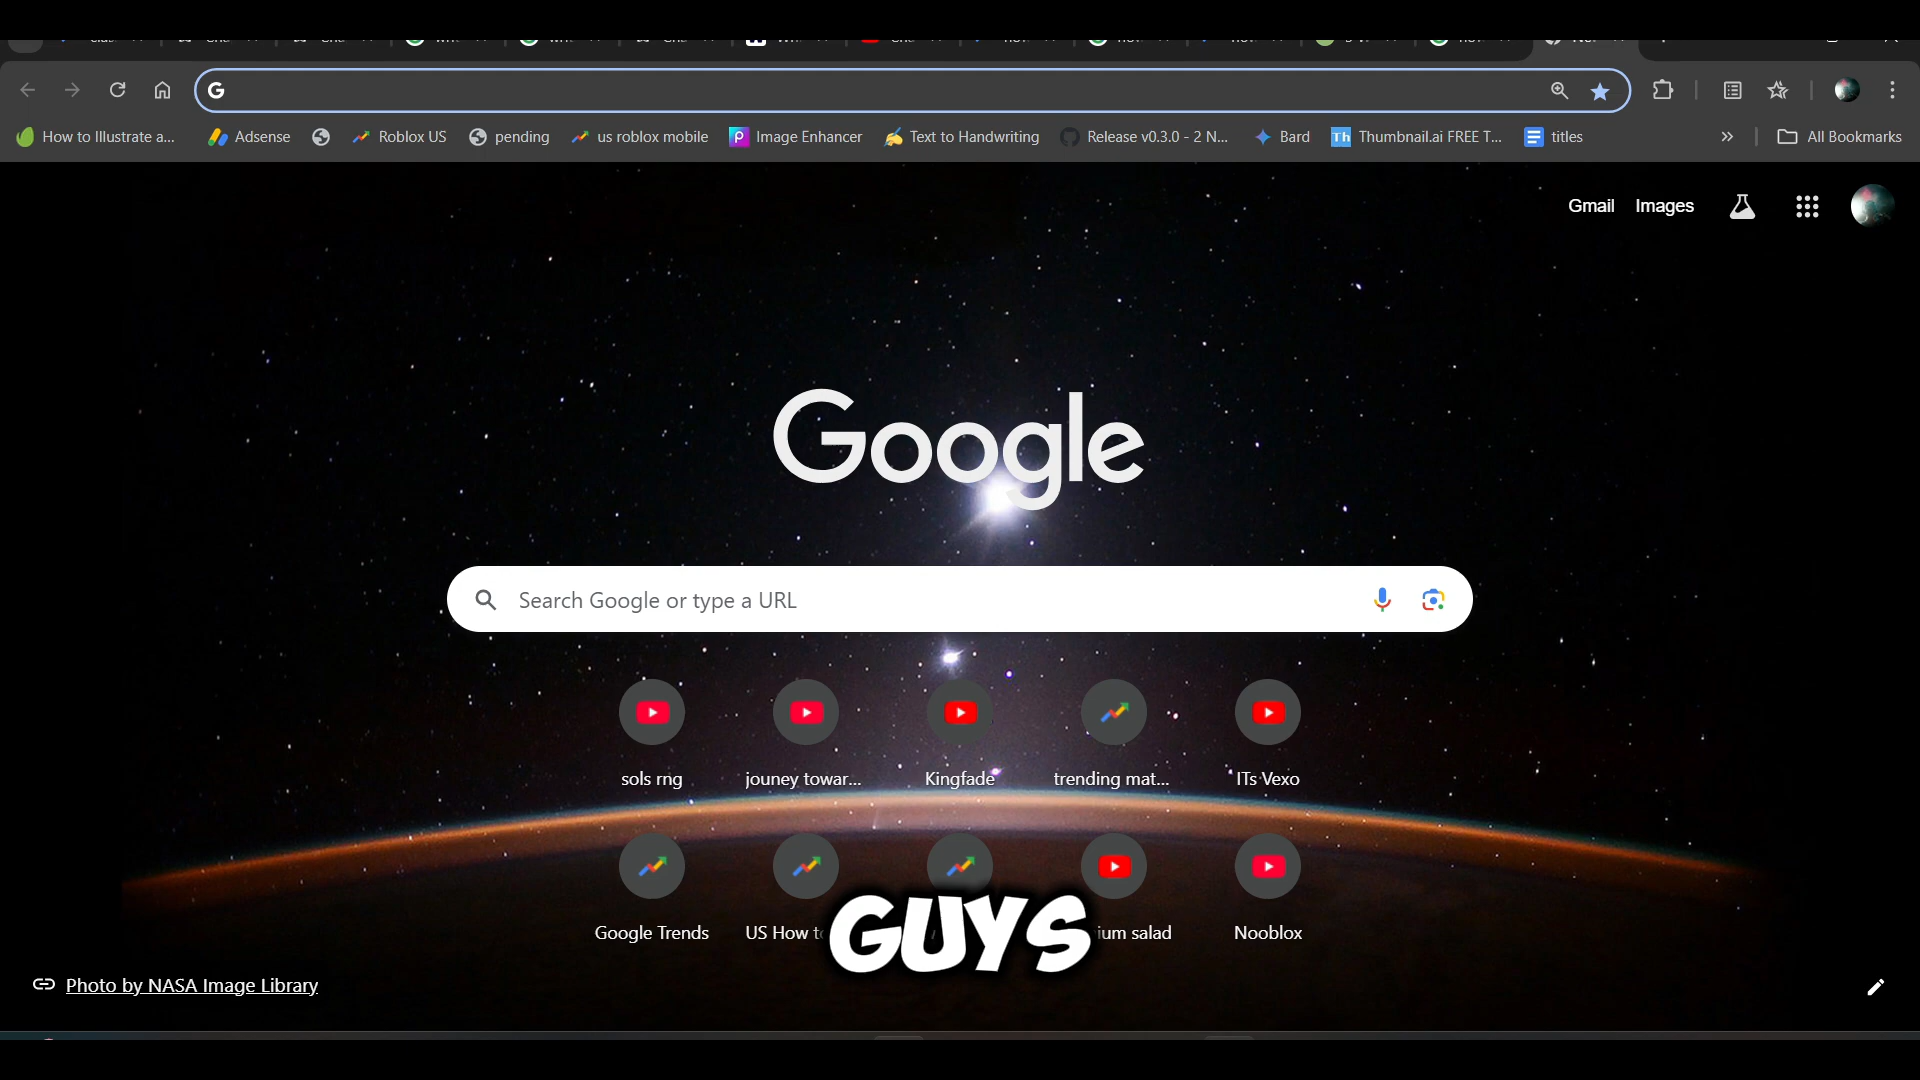 How to Illustrate a...
Adsense
Roblox US
pending
us roblox mobile
Image Enhancer
Text to Handwriting
Release v0.3.0 - 2 N...
Bard
Th
Thumbnail.ai FREE T...
titles
All Bookmarks
Gmail
Images
Google
Search Google or type a URL
sols rng
jouney towar...
Kingfade
trending mat...
ITs Vexo
Google Trends
US How
ium salad
Nooblox
GUYS
Photo by NASA Image Library